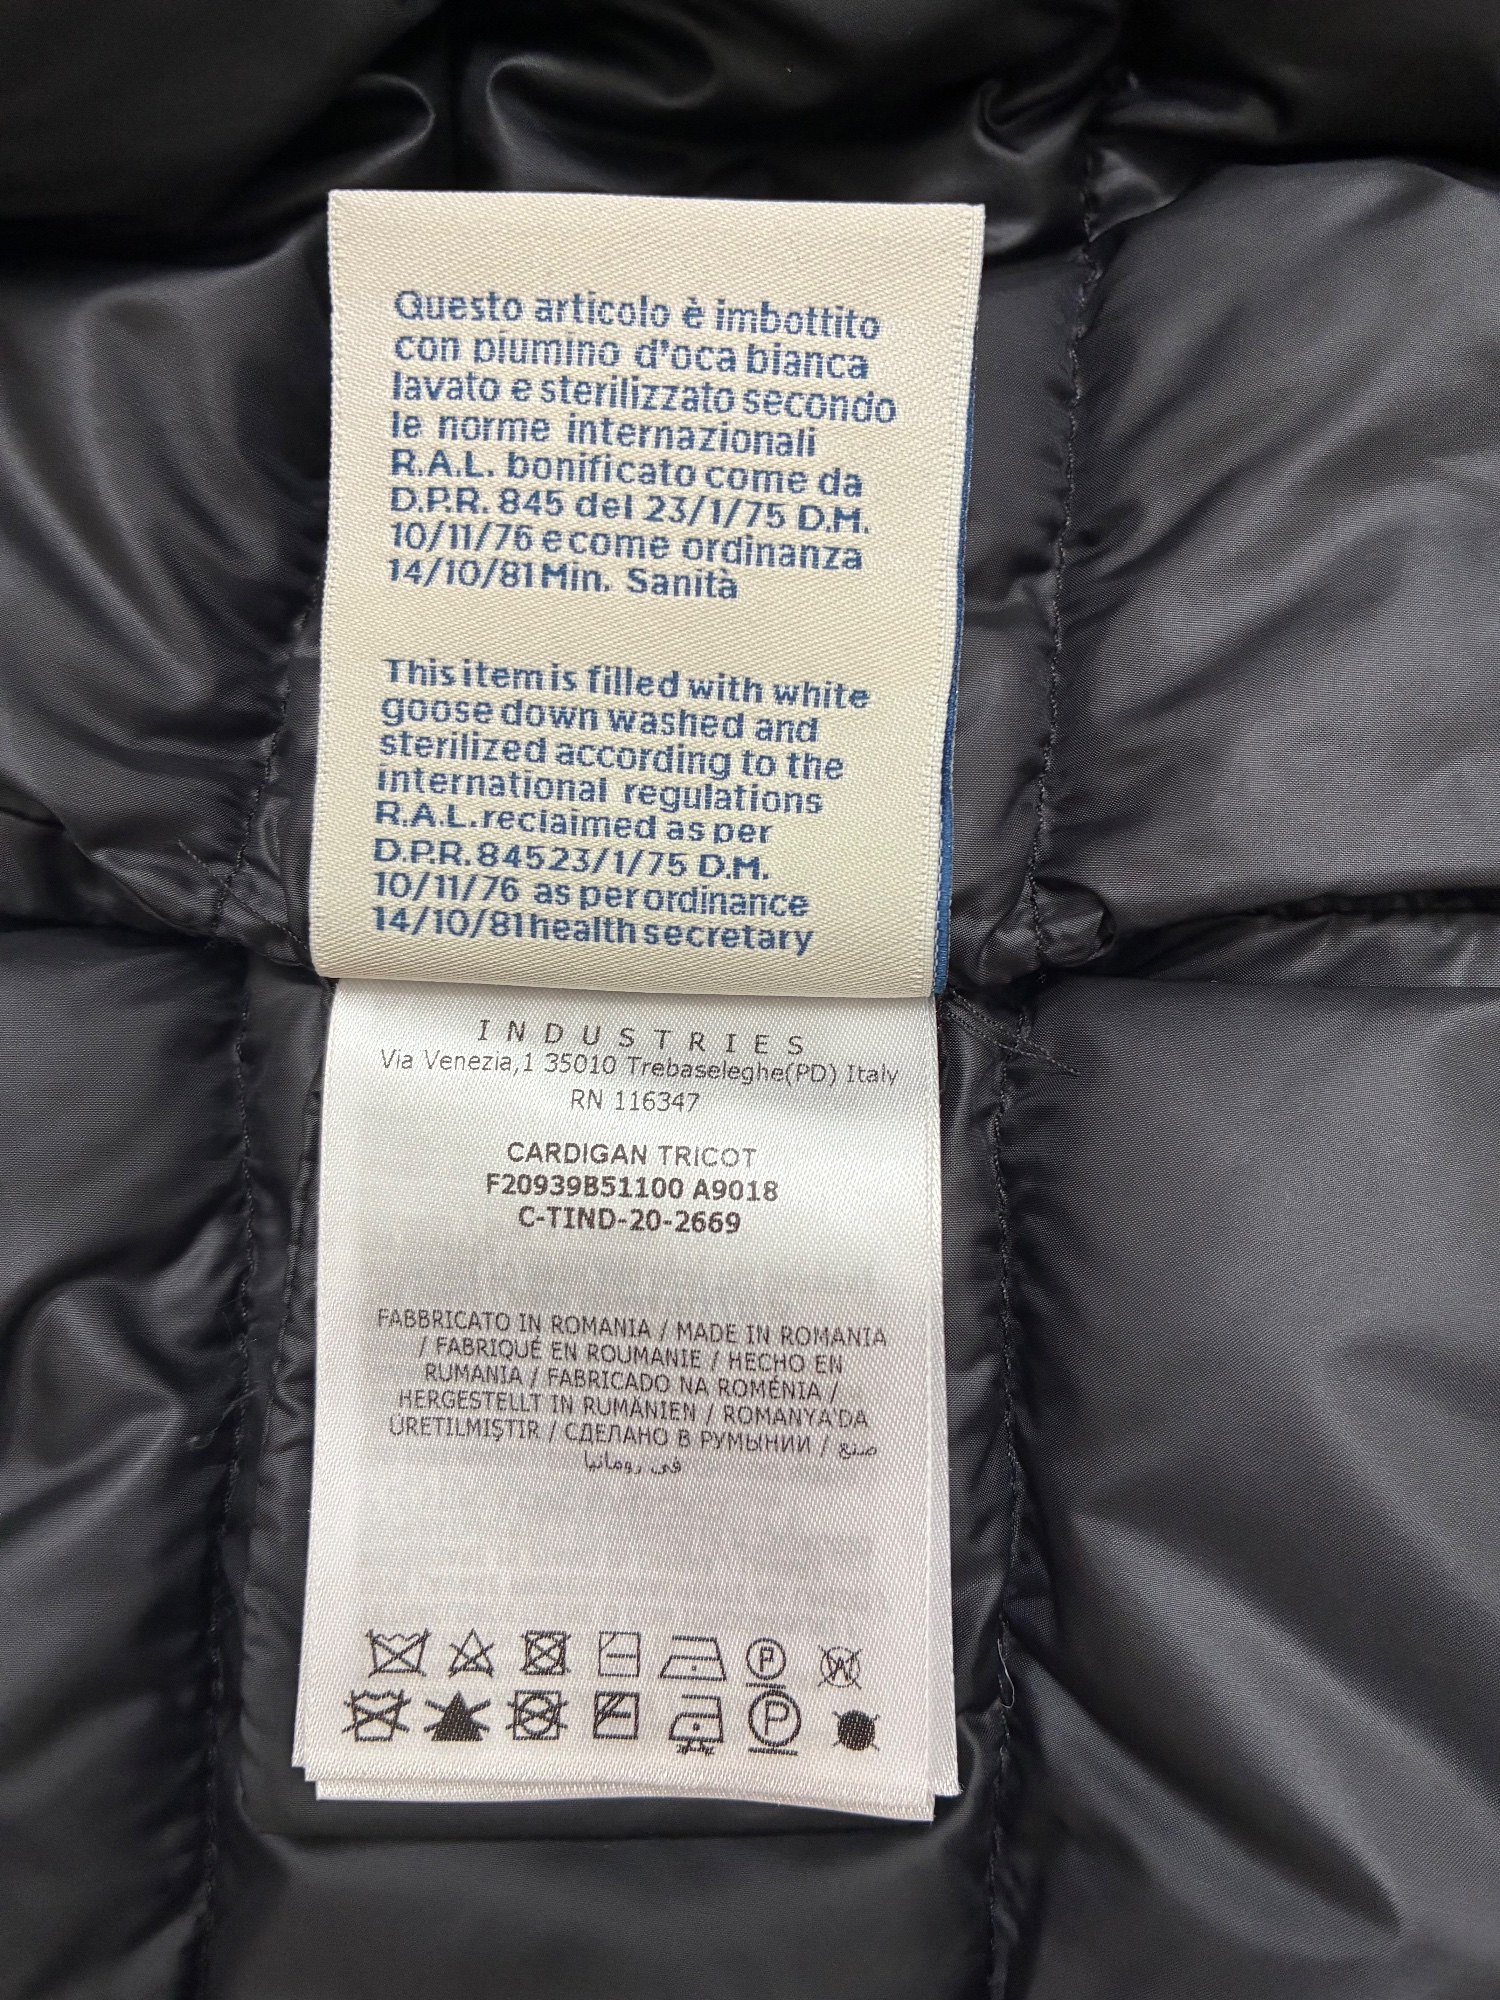 Questo articolo è imbottito
con piumino d'oca bianca
lavato e sterilizzato secondo
le norme internazionali
R.A.L. bonificato come da
D.P.R. 845 del 23/1/75 D.M.
10/11/76 e come ordinanza
14/10/81 Min. Sanità
This item is filled with white
goose down washed and
sterilized according to the
international regulations
R.A.L. reclaimed as per
D.P.R. 845 23/1/75 D.M.
10/11/76 as per ordinance
14/10/81 health secretary
INDUSTRIES
Via Venezia,1 35010 Trebaseleghe(PD) Italy
RN 116347
CARDIGAN TRICOT
F20939B51100 A9018
C-TIND-20-2669
FABBRICATO IN ROMANIA / MADE IN ROMANIA
/ FABRIQUÉ EN ROUMANIE / HECHO EN
RUMANIA / FABRICADO NA ROMÉNIA /
HERGESTELLT IN RUMÄNIEN / ROMANYA'DA
ÜRETILMIŞTIR / СДЕЛАНО В РУМЫНИИ / صنع
في رومانيا
P W
P